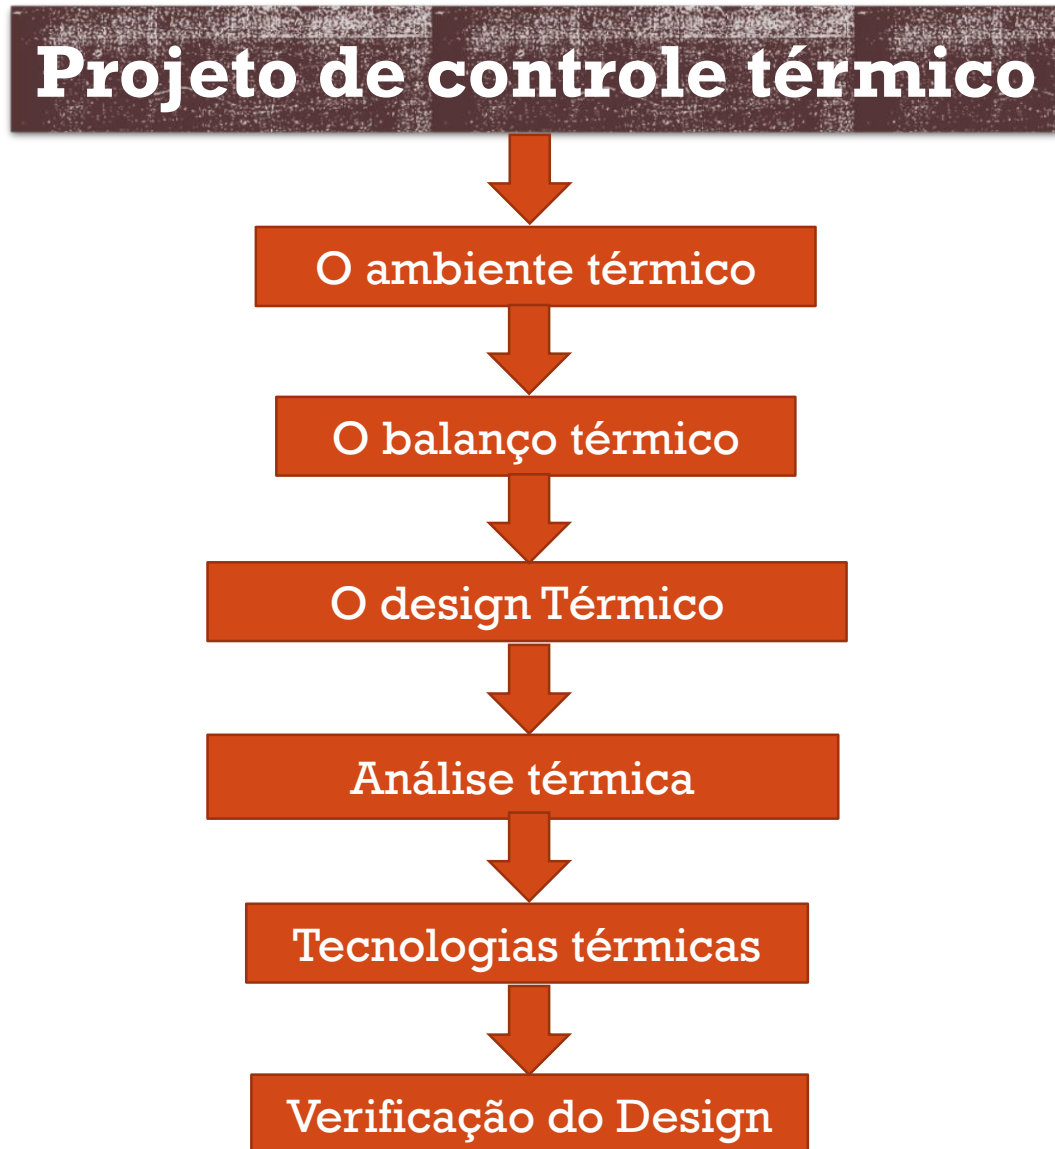 Projeto de controle térmico
O ambiente térmico
O balanço térmico
O design Térmico
Análise térmica
Tecnologias térmicas
Verificação do Design